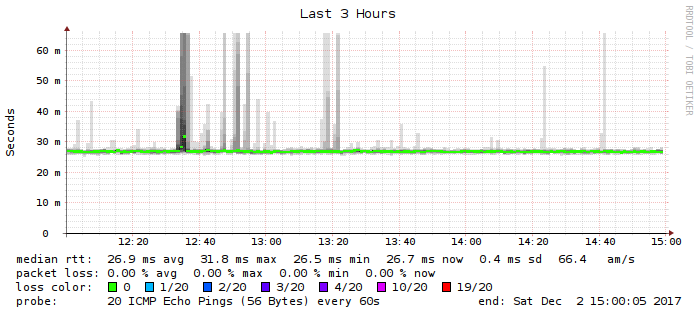 Last 3 Hours
RRDTOOL / TOBI OETIKER
Seconds
60 m
50 m
40 m
30 m
20 m
10 m
0
12:20 12:40 13:00 13:20 13:40 14:00 14:20 14:40 15:00
median rtt: 26.9 ms avg 31.8 ms max 26.5 ms min 26.7 ms now 0.4 ms sd 66.4 am/s
packet loss: 0.00 % avg 0.00 % max 0.00 % min 0.00 % now
loss color: 0 1/20 2/20 3/20 4/20 10/20 19/20
probe: 20 ICMP Echo Pings (56 Bytes) every 60s end: Sat Dec 2 15:00:05 2017